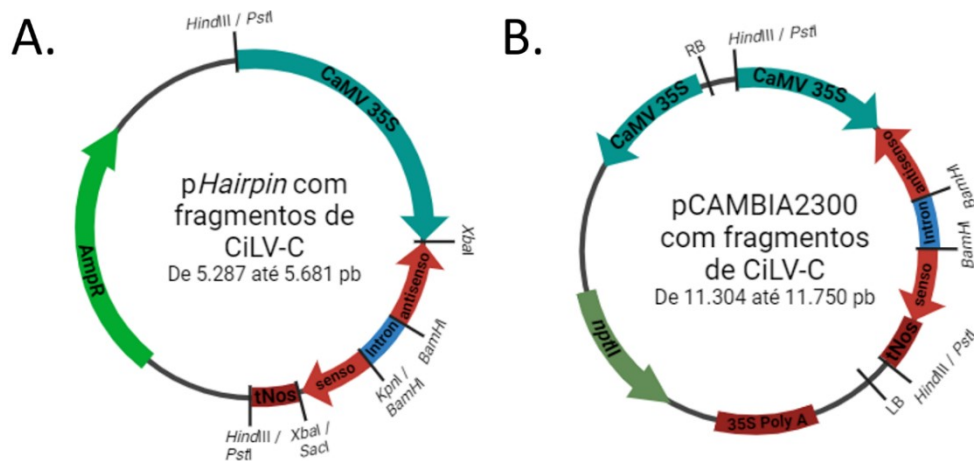 A.
HindIII / PstI
CaMV 35S
pHairpin com
fragmentos de
CiLV-C
De 5.287 até 5.681 pb
AmpR
XbaI
antisenso
BamHI
Intron
KpnI /
BamHI
senso
tNos
XbaI /
SacI
HindIII /
PstI
B.
RB
HindIII / PstI
CaMV 35S
CaMV 35S
antisenso
BamHI
Intron
BamHI
senso
pCAMBIA2300
com fragmentos
de CiLV-C
De 11.304 até 11.750 pb
nptII
tNos
HindIII / PstI
LB
35S Poly A